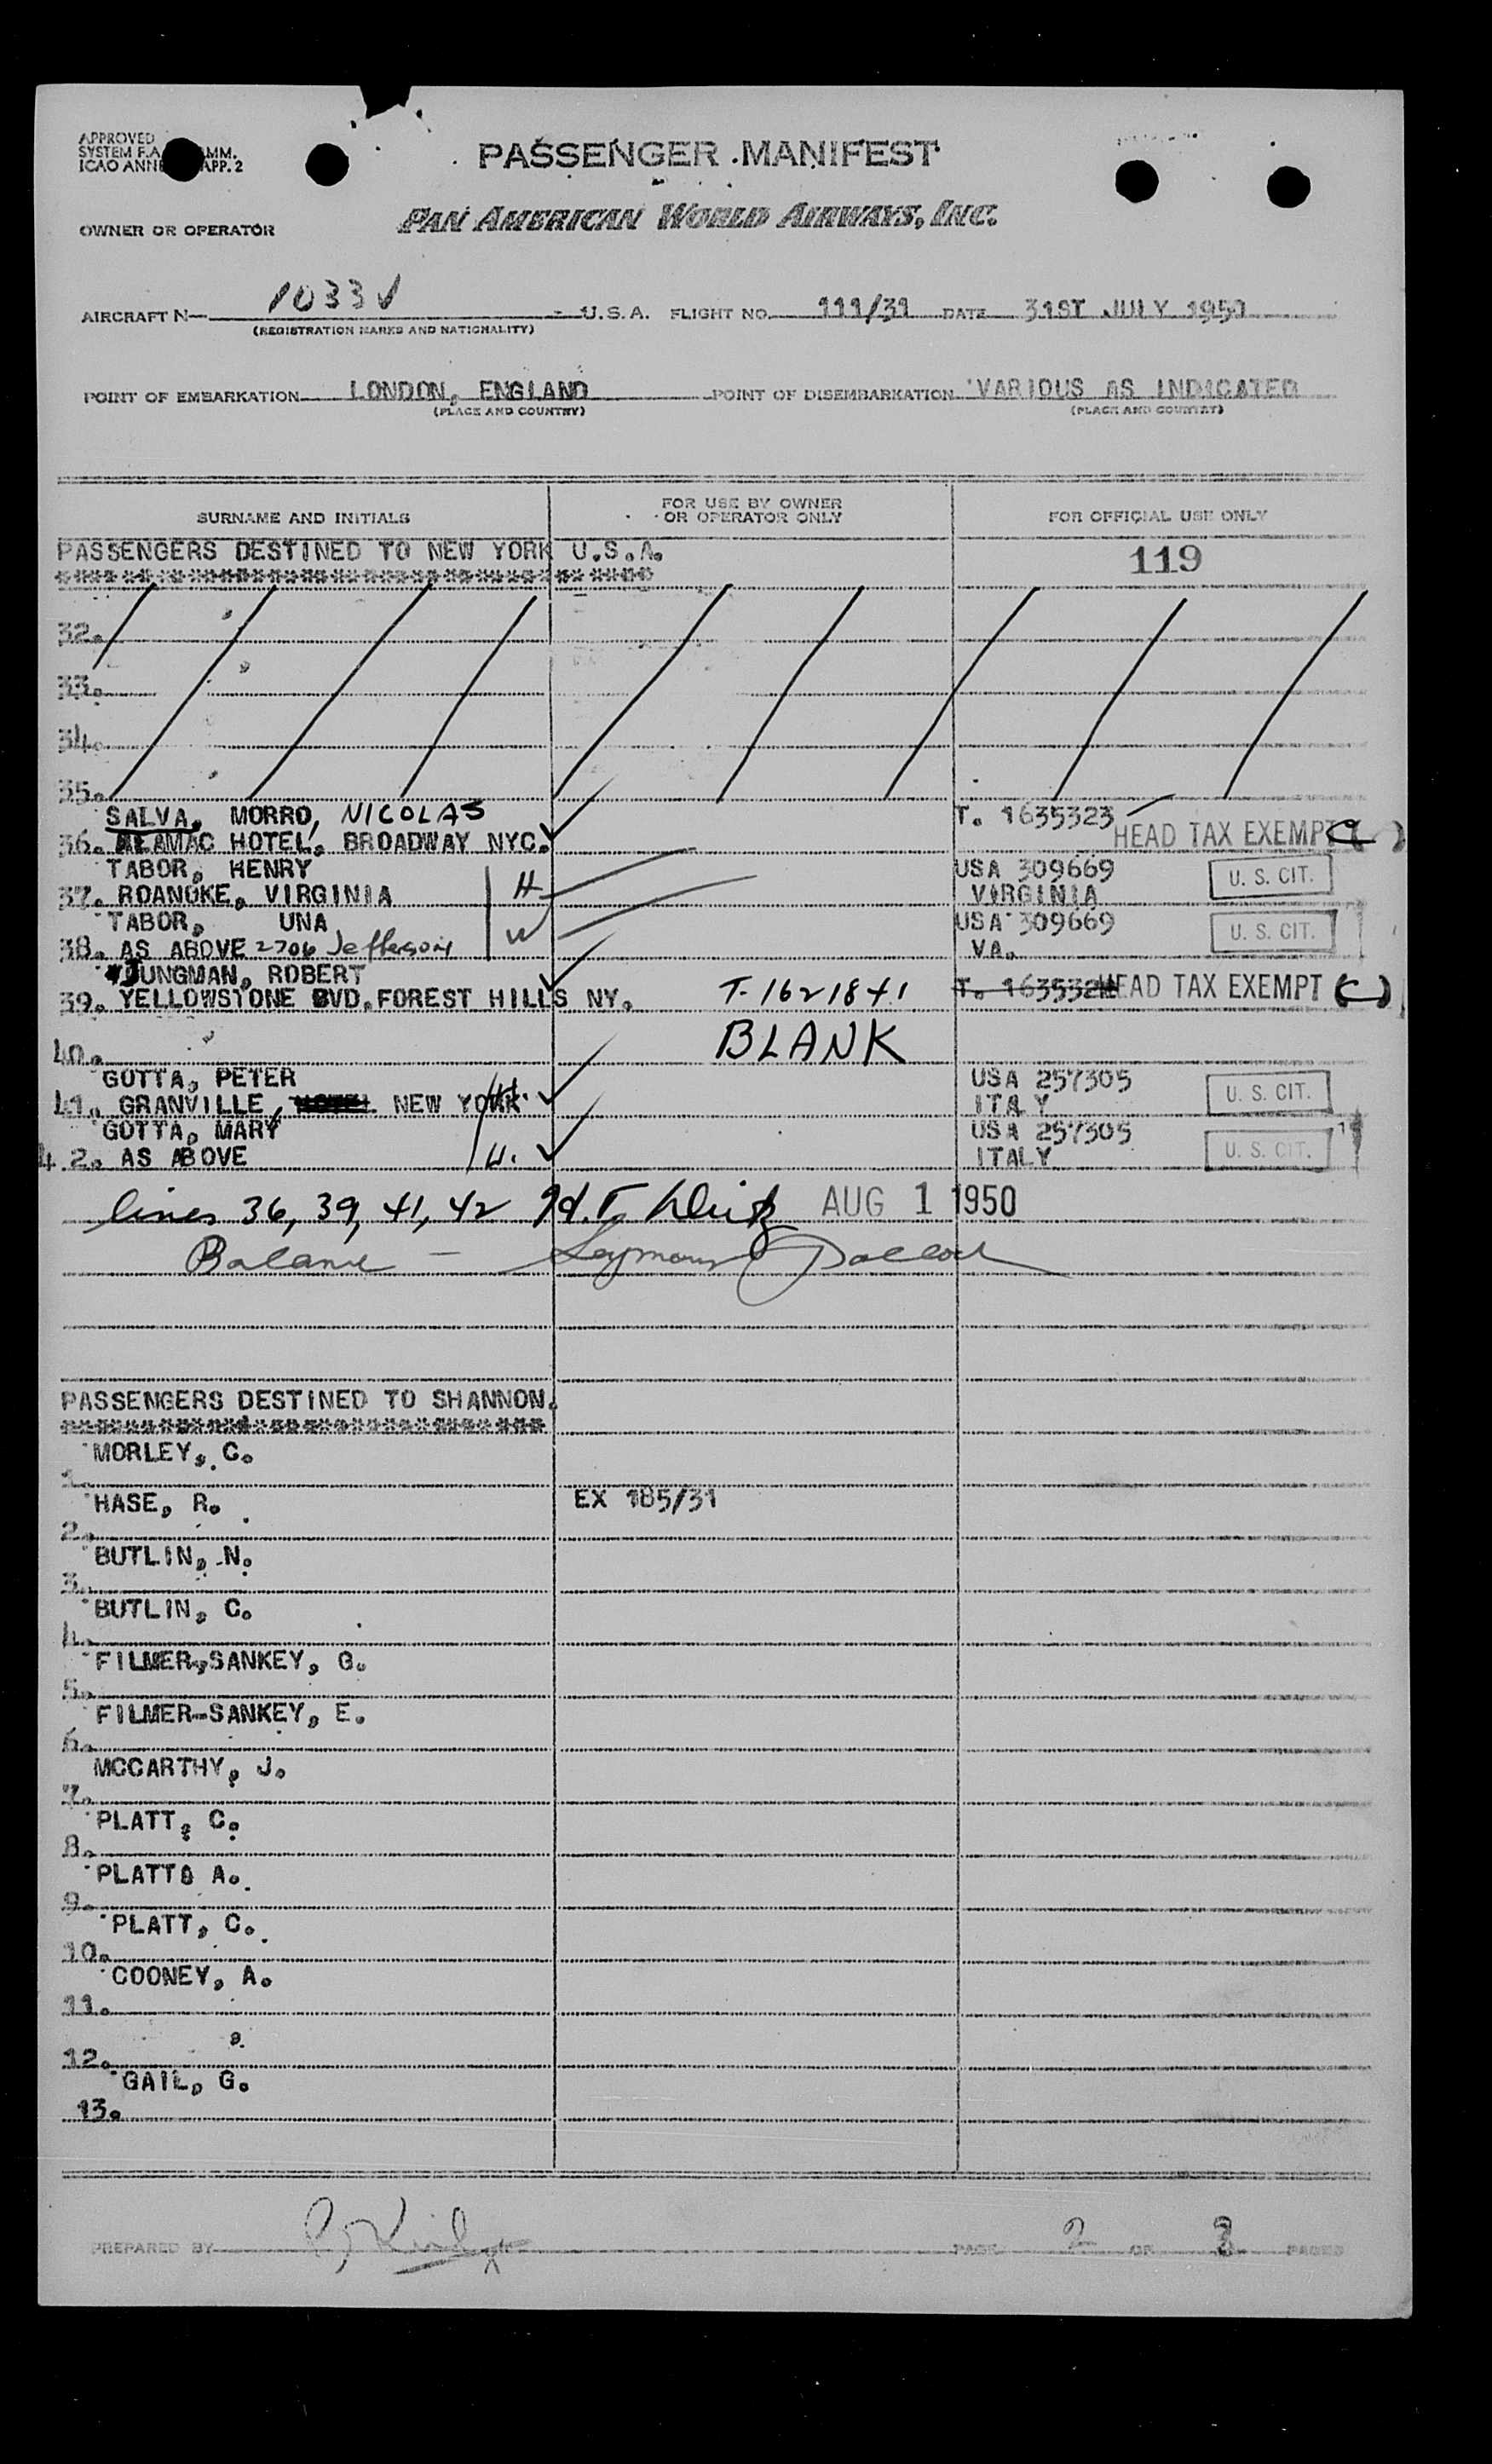 APPROVED
SYSTEM F.A. AMM.
ICAO ANN APP. 2
PASSENGER MANIFEST
OWNER OR OPERATOR PAN AMERICAN WORLD AIRWAYS, INC.
AIRCRAFT N— 1033V - U.S.A. FLIGHT NO. 111/31 DATE 31ST JULY 1950
(REGISTRATION MARKS AND NATIONALITY)
POINT OF EMBARKATION LONDON, ENGLAND POINT OF DISEMBARKATION VARIOUS AS INDICATED
(PLACE AND COUNTRY) (PLACE AND COUNTRY)
SURNAME AND INITIALS FOR USE BY OWNER OR OPERATOR ONLY FOR OFFICIAL USE ONLY
PASSENGERS DESTINED TO NEW YORK U.S.A. 119
32.
33.
34.
35.
SALVA, MORRO, NICOLAS T. 1635323
36. ALAMAC HOTEL, BROADWAY NYC. HEAD TAX EXEMPT (C)
TABOR, HENRY USA 309669 U. S. CIT.
37. ROANOKE, VIRGINIA H VIRGINIA
TABOR, UNA USA 309669 U. S. CIT.
38. AS ABOVE 2706 Jefferson W VA.
JUNGMAN, ROBERT
39. YELLOWSTONE BVD, FOREST HILLS NY. T-1621841 T. 163532 HEAD TAX EXEMPT (C)
40. BLANK
GOTTA, PETER USA 257305 U. S. CIT.
41. GRANVILLE, NEW YORK H. ITALY
GOTTA, MARY USA 257305 U. S. CIT.
42. AS ABOVE W. ITALY
lines 36, 39, 41, 42 AUG 1 1950
Balance — Seymour Pollock
PASSENGERS DESTINED TO SHANNON.
MORLEY, C.
1.
HASE, R. EX 185/31
2.
BUTLIN, N.
3.
BUTLIN, C.
4.
FILMER-SANKEY, G.
5.
FILMER-SANKEY, E.
6.
MCCARTHY, J.
7.
PLATT, C.
8.
PLATT, A.
9.
PLATT, C.
10.
COONEY, A.
11.
12.
GAIL, G.
13.
PREPARED BY PAGE 2 OF 3 PAGES